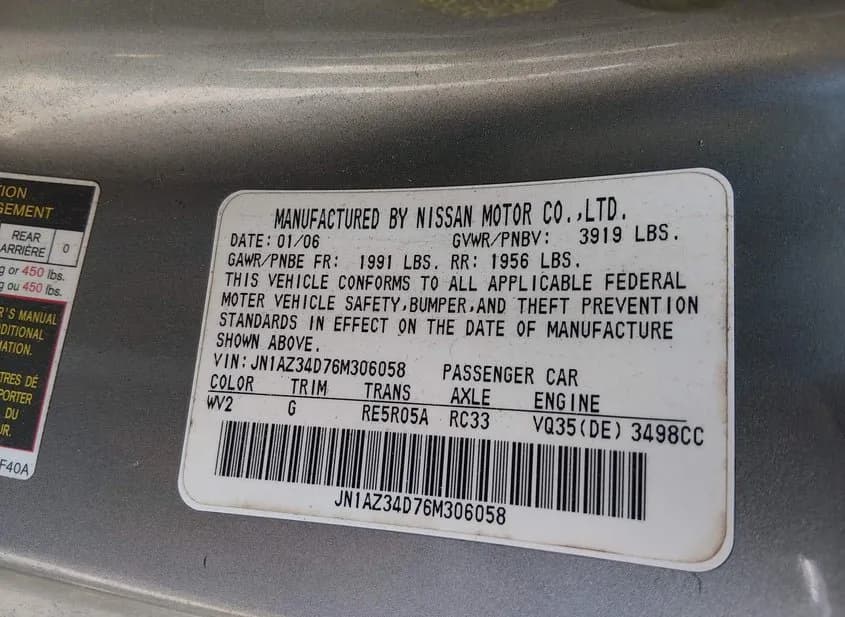 ION
GEMENT
REAR
ARRIÈRE 0
g or 450 lbs.
g ou 450 lbs.
R'S MANUAL
DITIONAL
MATION.
TRES DÉ
PORTER
DU
UR.
F40A
MANUFACTURED BY NISSAN MOTOR CO.,LTD.
DATE: 01/06 GVWR/PNBV: 3919 LBS.
GAWR/PNBE FR: 1991 LBS. RR: 1956 LBS.
THIS VEHICLE CONFORMS TO ALL APPLICABLE FEDERAL
MOTER VEHICLE SAFETY,BUMPER,AND THEFT PREVENTION
STANDARDS IN EFFECT ON THE DATE OF MANUFACTURE
SHOWN ABOVE.
VIN: JN1AZ34D76M306058 PASSENGER CAR
COLOR TRIM TRANS AXLE ENGINE
WV2 G RE5R05A RC33 VQ35(DE) 3498CC
JN1AZ34D76M306058